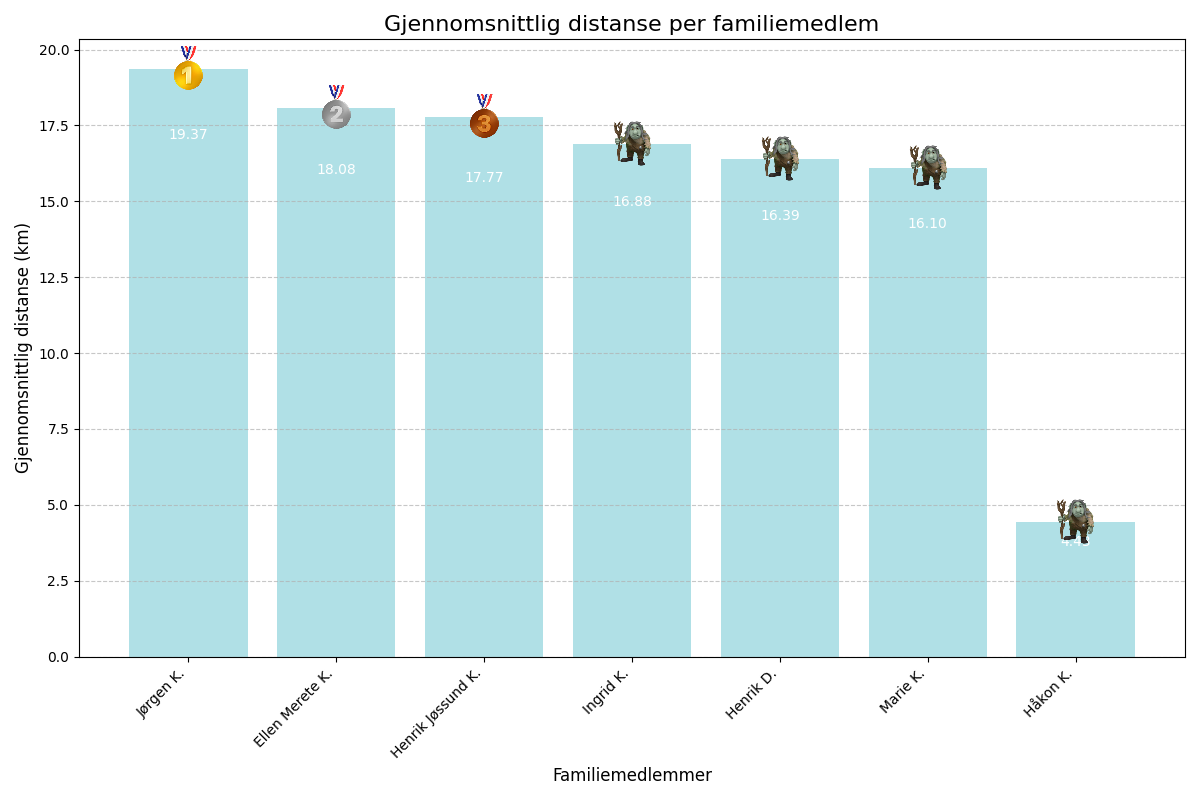 Gjennomsnittlig distanse per familiemedlem
Gjennomsnittlig distanse (km)
20.0
17.5
15.0
12.5
10.0
7.5
5.0
2.5
0.0
1
2
3
19.37
18.08
17.77
16.88
16.39
16.10
Jørgen K.
Ellen Merete K.
Henrik Jøssund K.
Ingrid K.
Henrik D.
Marie K.
Håkon K.
Familiemedlemmer